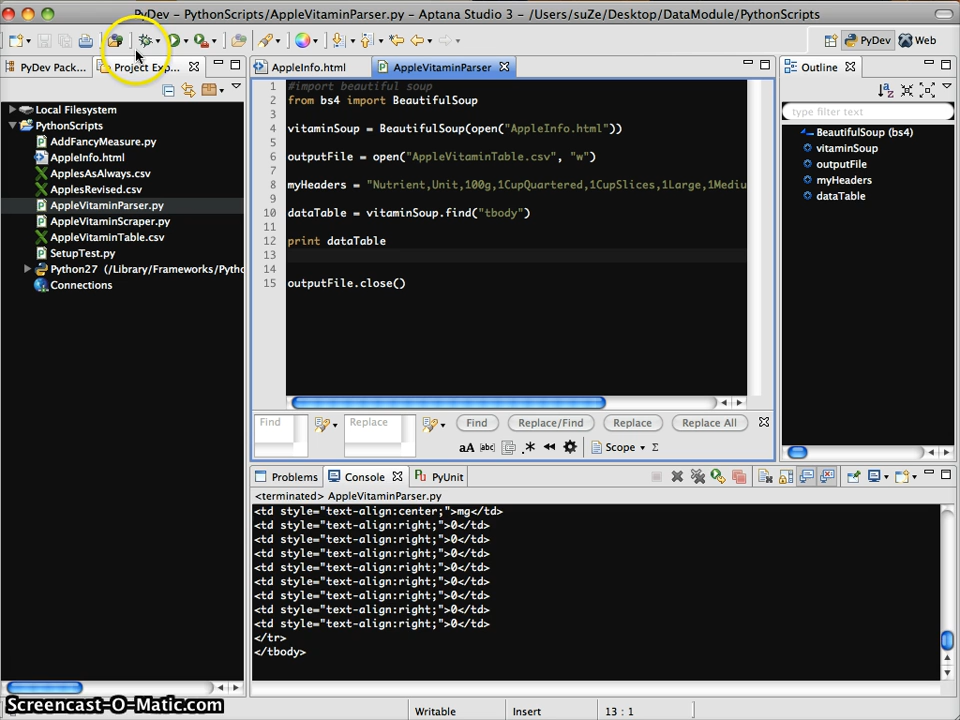 PyDev – PythonScripts/AppleVitaminParser.py – Aptana Studio 3 – /Users/suZe/Desktop/DataModule/PythonScripts
PyDev
Web
PyDev Pack...
Project Exp...
Local Filesystem
PythonScripts
AddFancyMeasure.py
AppleInfo.html
ApplesAsAlways.csv
ApplesRevised.csv
AppleVitaminParser.py
AppleVitaminScraper.py
AppleVitaminTable.csv
SetupTest.py
Python27 (/Library/Frameworks/Pytho
Connections
AppleInfo.html
AppleVitaminParser
1 #import beautiful soup
2 from bs4 import BeautifulSoup
3
4 vitaminSoup = BeautifulSoup(open("AppleInfo.html"))
5
6 outputFile = open("AppleVitaminTable.csv", "w")
7
8 myHeaders = "Nutrient,Unit,100g,1CupQuartered,1CupSlices,1Large,1Mediu
9
10 dataTable = vitaminSoup.find("tbody")
11
12 print dataTable
13
14
15 outputFile.close()
Find
Replace
Find
Replace/Find
Replace
Replace All
aA
abc
.*
Scope
Σ
Outline
type filter text
BeautifulSoup (bs4)
vitaminSoup
outputFile
myHeaders
dataTable
Problems
Console
PyUnit
<terminated> AppleVitaminParser.py
<td style="text-align:center;">mg</td>
<td style="text-align:right;">0</td>
<td style="text-align:right;">0</td>
<td style="text-align:right;">0</td>
<td style="text-align:right;">0</td>
<td style="text-align:right;">0</td>
<td style="text-align:right;">0</td>
<td style="text-align:right;">0</td>
<td style="text-align:right;">0</td>
</tr>
</tbody>
Screencast-O-Matic.com
Writable
Insert
13 : 1